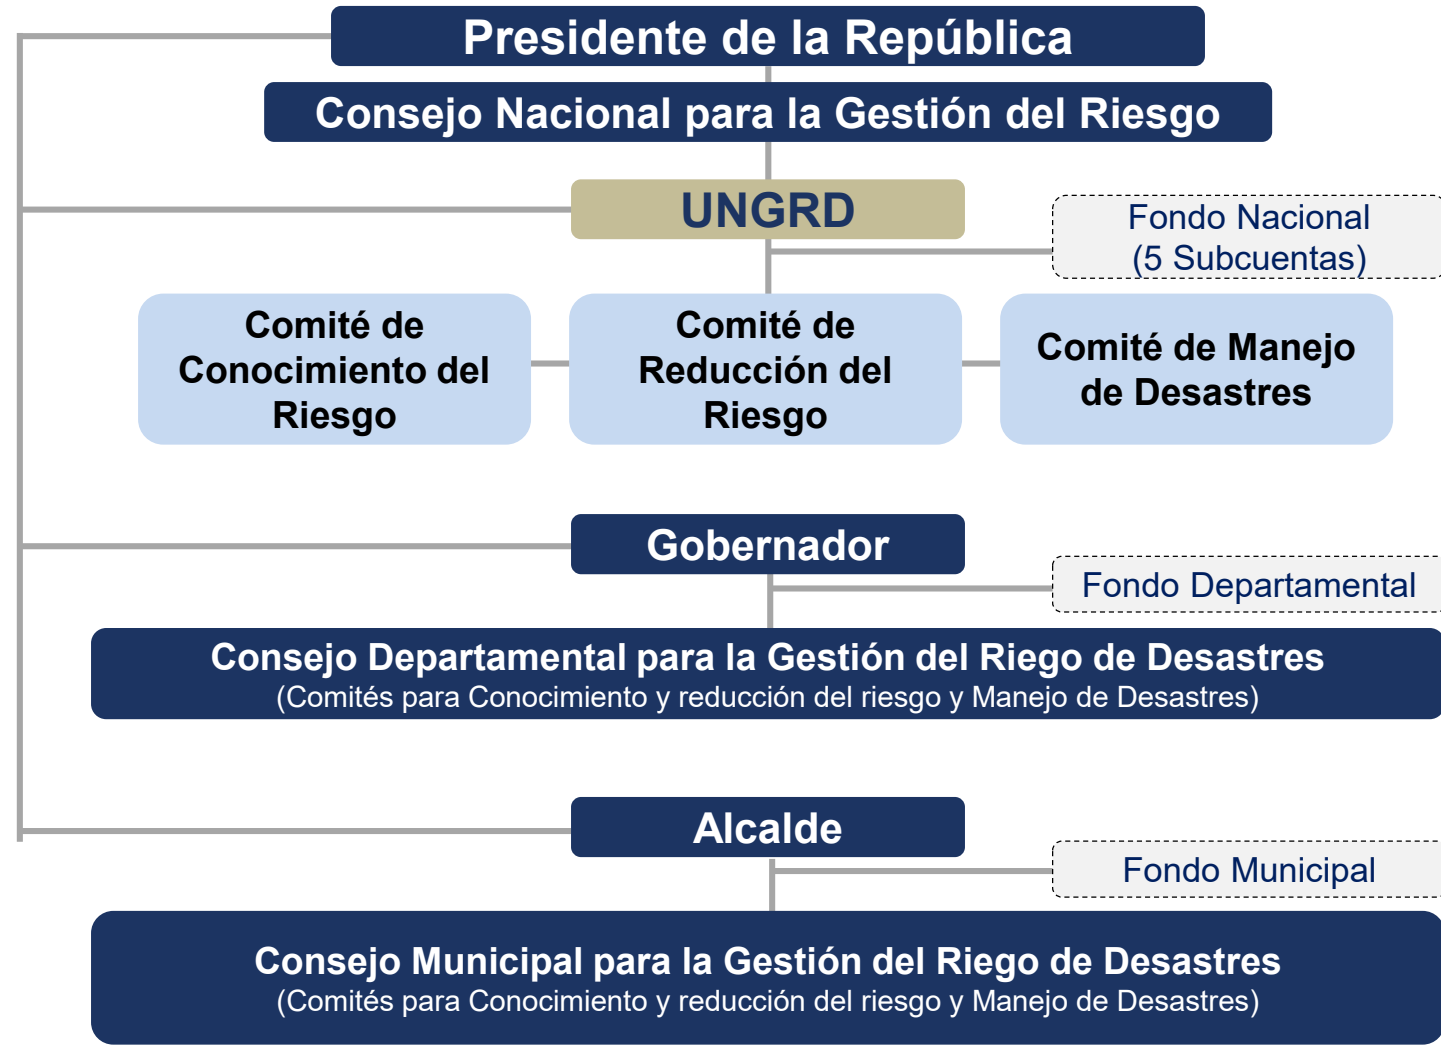 Presidente de la República
Consejo Nacional para la Gestión del Riesgo
UNGRD
Fondo Nacional
(5 Subcuentas)
Comité de
Conocimiento del
Riesgo
Comité de
Reducción del
Riesgo
Comité de Manejo
de Desastres
Gobernador
Fondo Departamental
Consejo Departamental para la Gestión del Riego de Desastres
(Comités para Conocimiento y reducción del riesgo y Manejo de Desastres)
Alcalde
Fondo Municipal
Consejo Municipal para la Gestión del Riego de Desastres
(Comités para Conocimiento y reducción del riesgo y Manejo de Desastres)